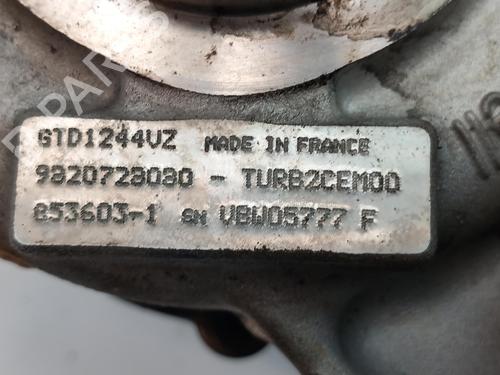 GTD1244VZ MADE IN FRANCE
9820728080 - TURB2CEM00
853603-1 SN VBW05777 F